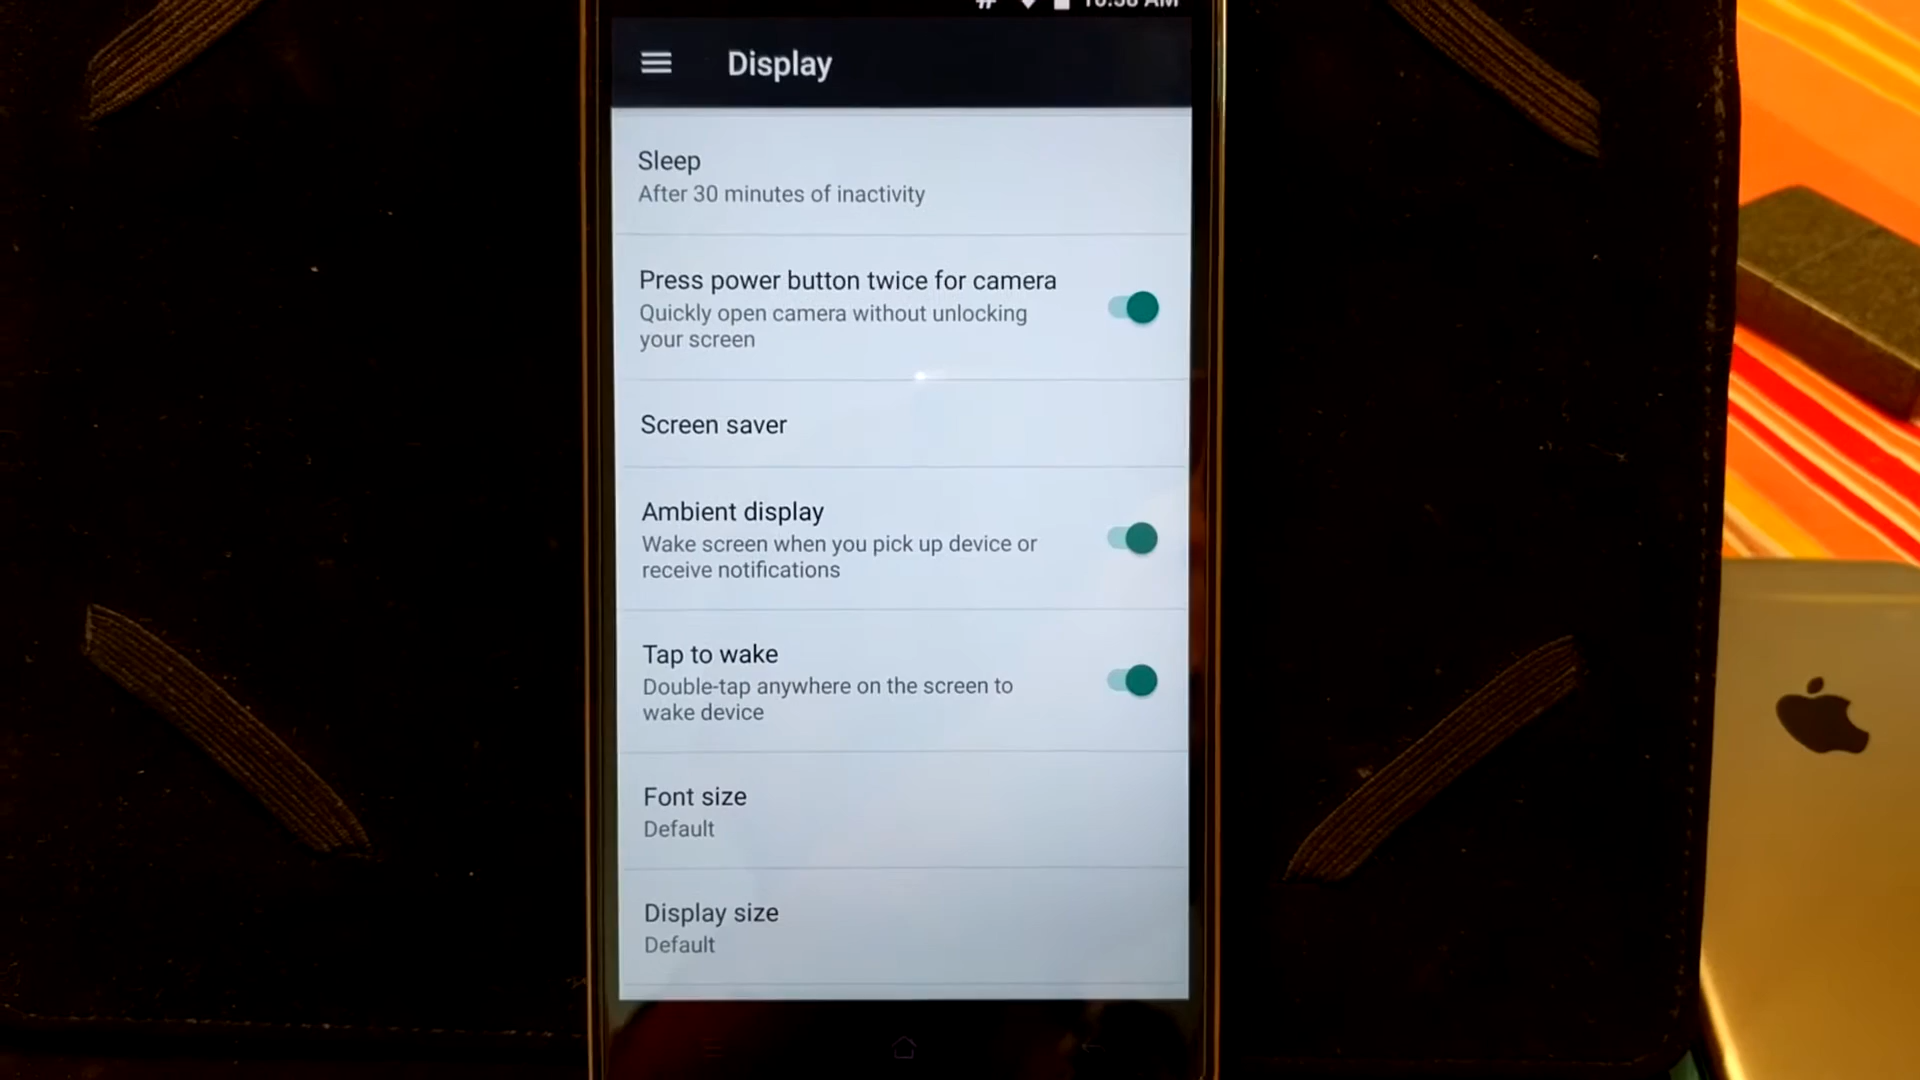 Display
Sleep
After 30 minutes of inactivity
Press power button twice for camera
Quickly open camera without unlocking
your screen
Screen saver
Ambient display
Wake screen when you pick up device or
receive notifications
Tap to wake
Double-tap anywhere on the screen to
wake device
Font size
Default
Display size
Default